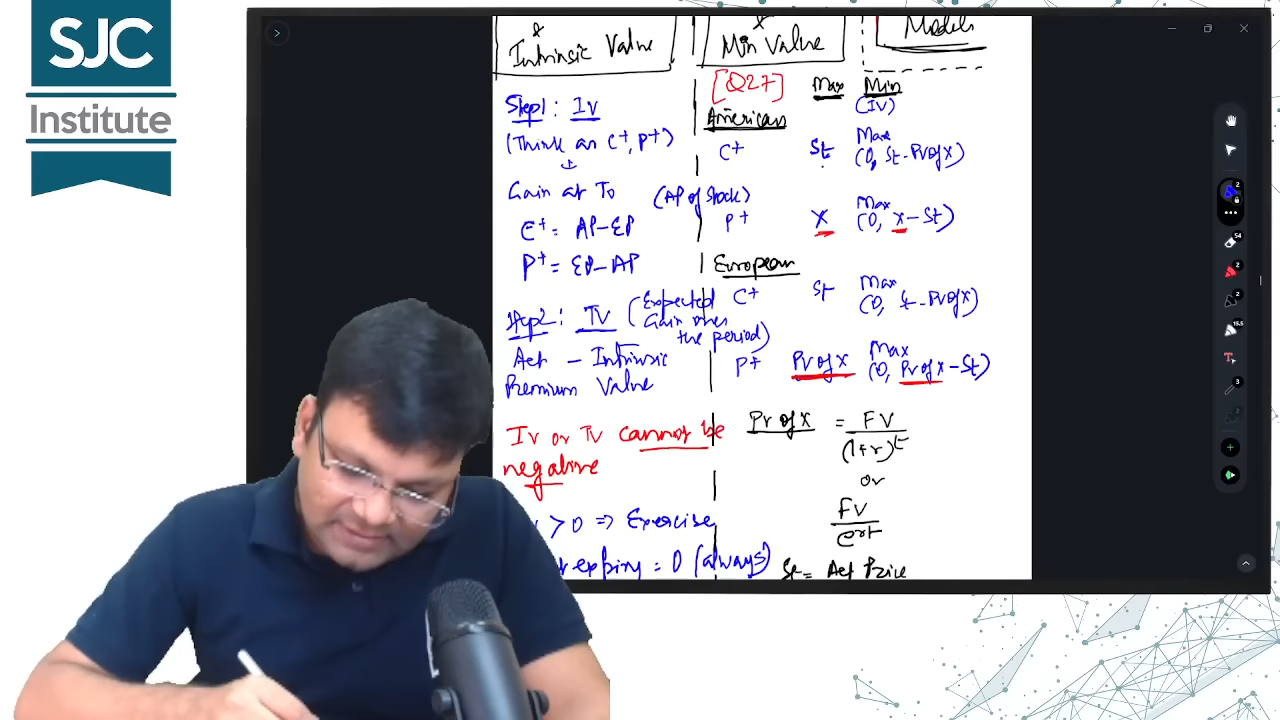 SJC
Institute
&
Intrinsic Value
Step1: IV
(Think as C+, P+)
Gain at To
(AP of Stock)
C+ = AP-EP
P+ = EP-AP
Step2: TV (Expected
Gain over
the period)
Act - Intrinsic
Premium Value
IV or TV cannot be
negative
> 0 ⇒ Exercise
expiry = 0 (always)
&
Min Value
[Q27]
Models
Max Min
(IV)
American
C+ St Max
(0, St-PV of X)
P+ X Max
(0, X-St)
European
C+ St Max
(0, St-PV of X)
P+ PV of X Max
(0, PV of X-St)
PV of X = FV
(1+r)^t
or
FV
e^rt
St = Act Price